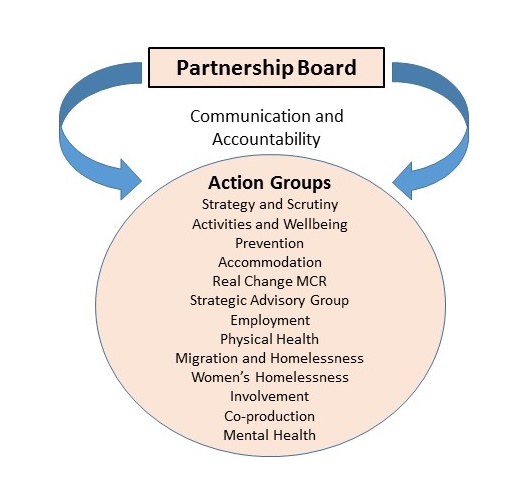 Partnership Board
Communication and
Accountability
Action Groups
Strategy and Scrutiny
Activities and Wellbeing
Prevention
Accommodation
Real Change MCR
Strategic Advisory Group
Employment
Physical Health
Migration and Homelessness
Women’s Homelessness
Involvement
Co-production
Mental Health